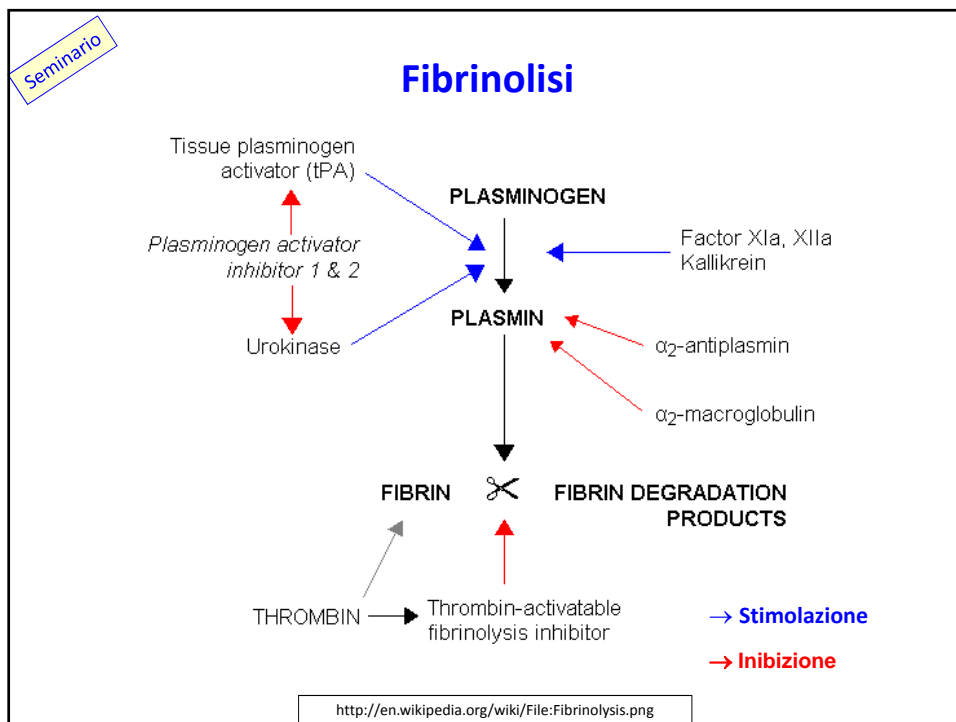 Seminario
Fibrinolisi
Tissue plasminogen
activator (tPA)
PLASMINOGEN
Plasminogen activator
inhibitor 1 & 2
Factor XIa, XIIa
Kallikrein
Urokinase
PLASMIN
α₂-antiplasmin
α₂-macroglobulin
FIBRIN
FIBRIN DEGRADATION
PRODUCTS
THROMBIN
Thrombin-activatable
fibrinolysis inhibitor
→ Stimolazione
→ Inibizione
http://en.wikipedia.org/wiki/File:Fibrinolysis.png